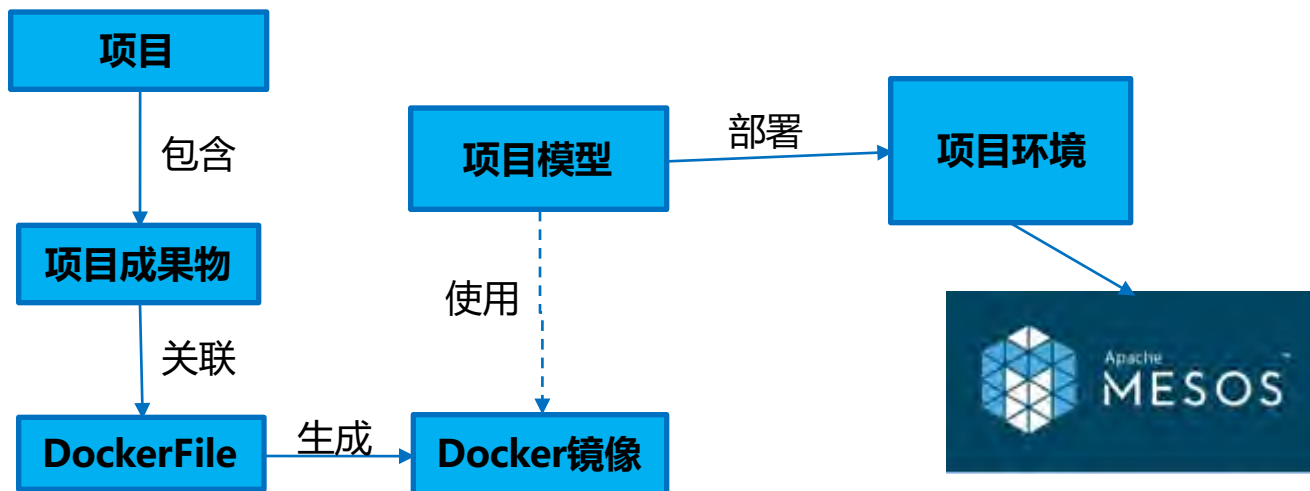 项目
包含
项目成果物
关联
DockerFile
生成
Docker镜像
使用
项目模型
部署
项目环境
Apache
MESOS™